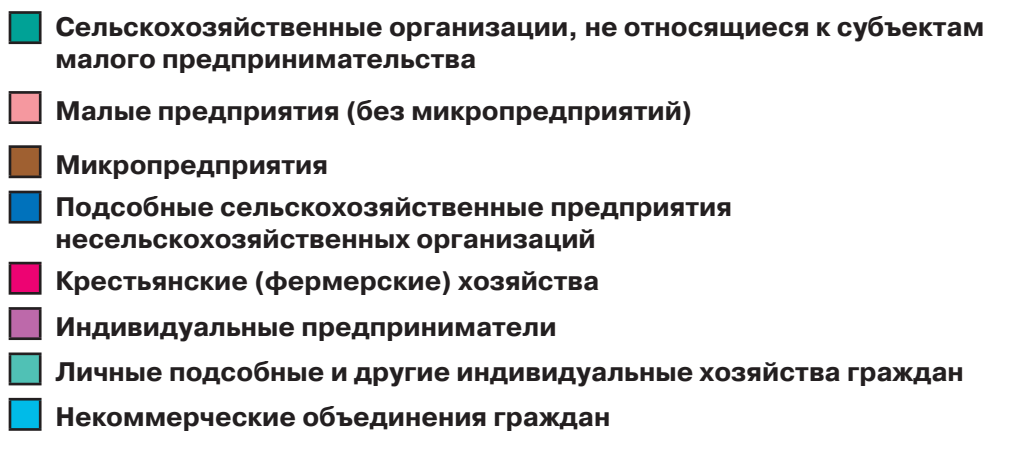 Сельскохозяйственные организации, не относящиеся к субъектам
малого предпринимательства
Малые предприятия (без микропредприятий)
Микропредприятия
Подсобные сельскохозяйственные предприятия
несельскохозяйственных организаций
Крестьянские (фермерские) хозяйства
Индивидуальные предприниматели
Личные подсобные и другие индивидуальные хозяйства граждан
Некоммерческие объединения граждан